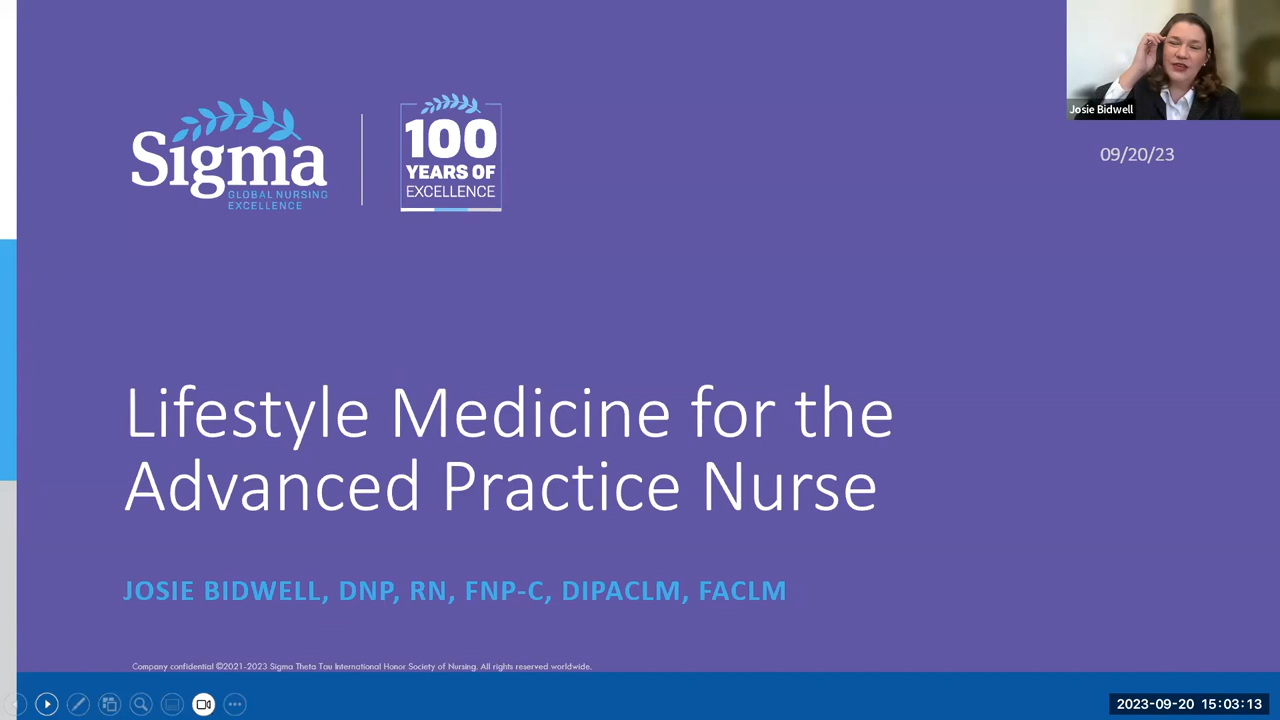 Josie Bidwell
09/20/23
Sigma
GLOBAL NURSING
EXCELLENCE
100
YEARS OF
EXCELLENCE
Lifestyle Medicine for the
Advanced Practice Nurse
JOSIE BIDWELL, DNP, RN, FNP-C, DIPACLM, FACLM
Company confidential ©2021-2023 Sigma Theta Tau International Honor Society of Nursing. All rights reserved worldwide.
2023-09-20 15:03:13